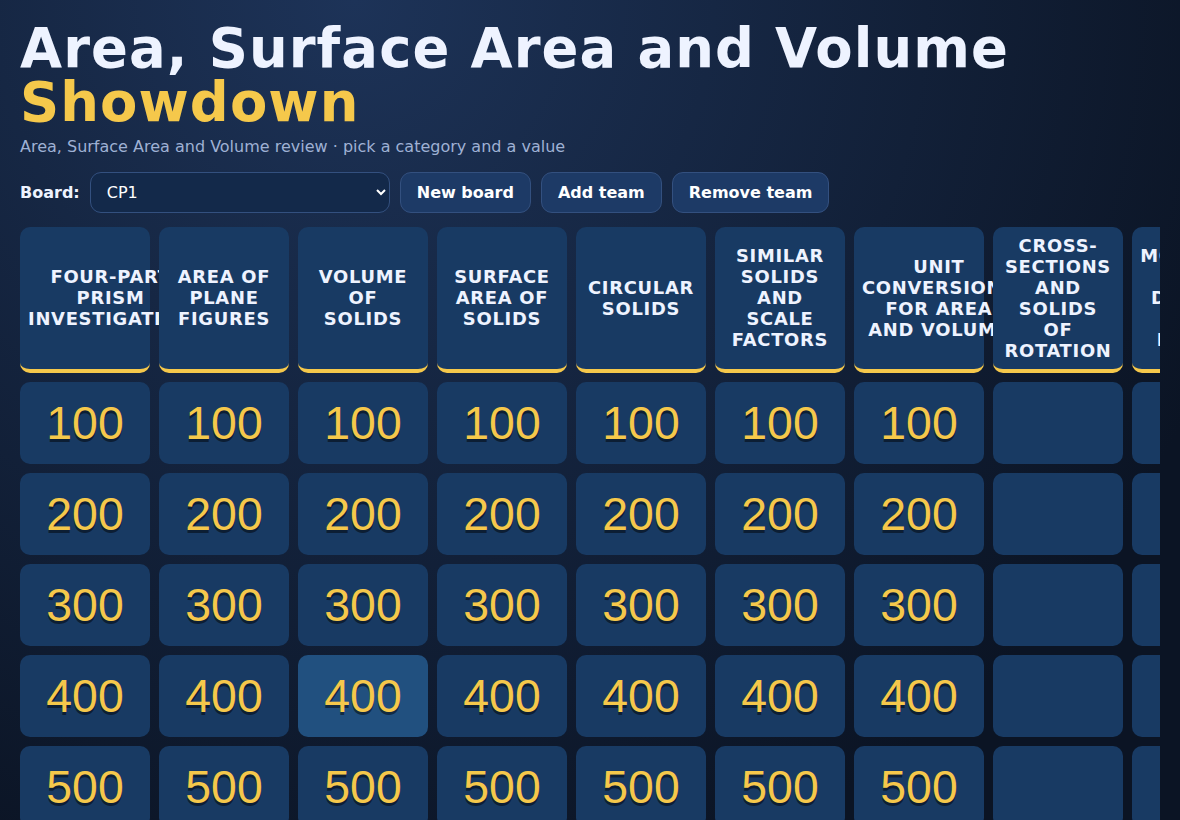 Area, Surface Area and Volume
Showdown
Area, Surface Area and Volume review · pick a category and a value
Board: CP1 New board Add team Remove team
FOUR-PART
PRISM
AREA OF
PLANE
FIGURES
VOLUME
OF
SOLIDS
SURFACE
AREA OF
SOLIDS
CIRCULAR
SOLIDS
SIMILAR
SOLIDS
AND
SCALE
FACTORS
UNIT
FOR AREA
CROSS-
SECTIONS
AND
SOLIDS
OF
ROTATION
100 100 100 100 100 100 100
200 200 200 200 200 200 200
300 300 300 300 300 300 300
400 400 400 400 400 400 400
500 500 500 500 500 500 500